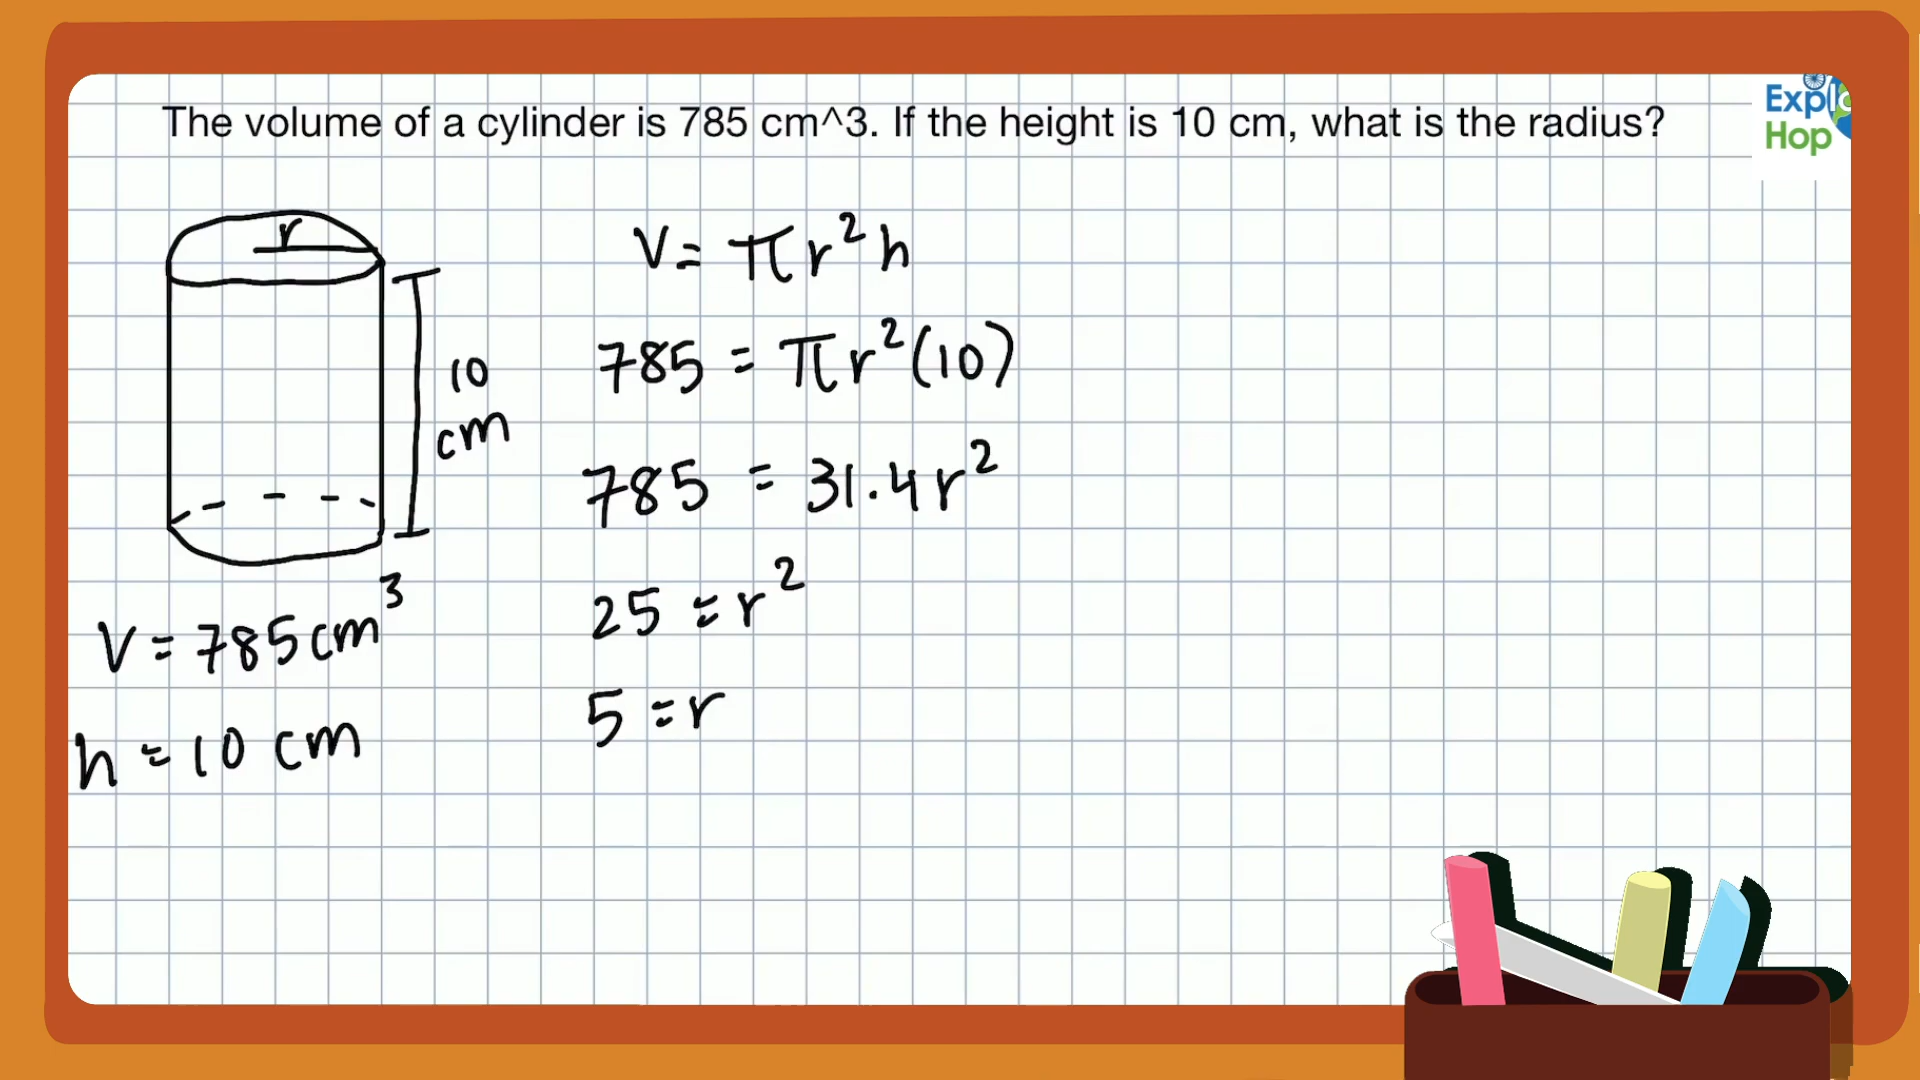 The volume of a cylinder is 785 cm^3. If the height is 10 cm, what is the radius?
Hop
r
10
cm
V = 785 cm³
h = 10 cm
V = πr²h
785 = πr²(10)
785 = 31.4r²
25 = r²
5 = r